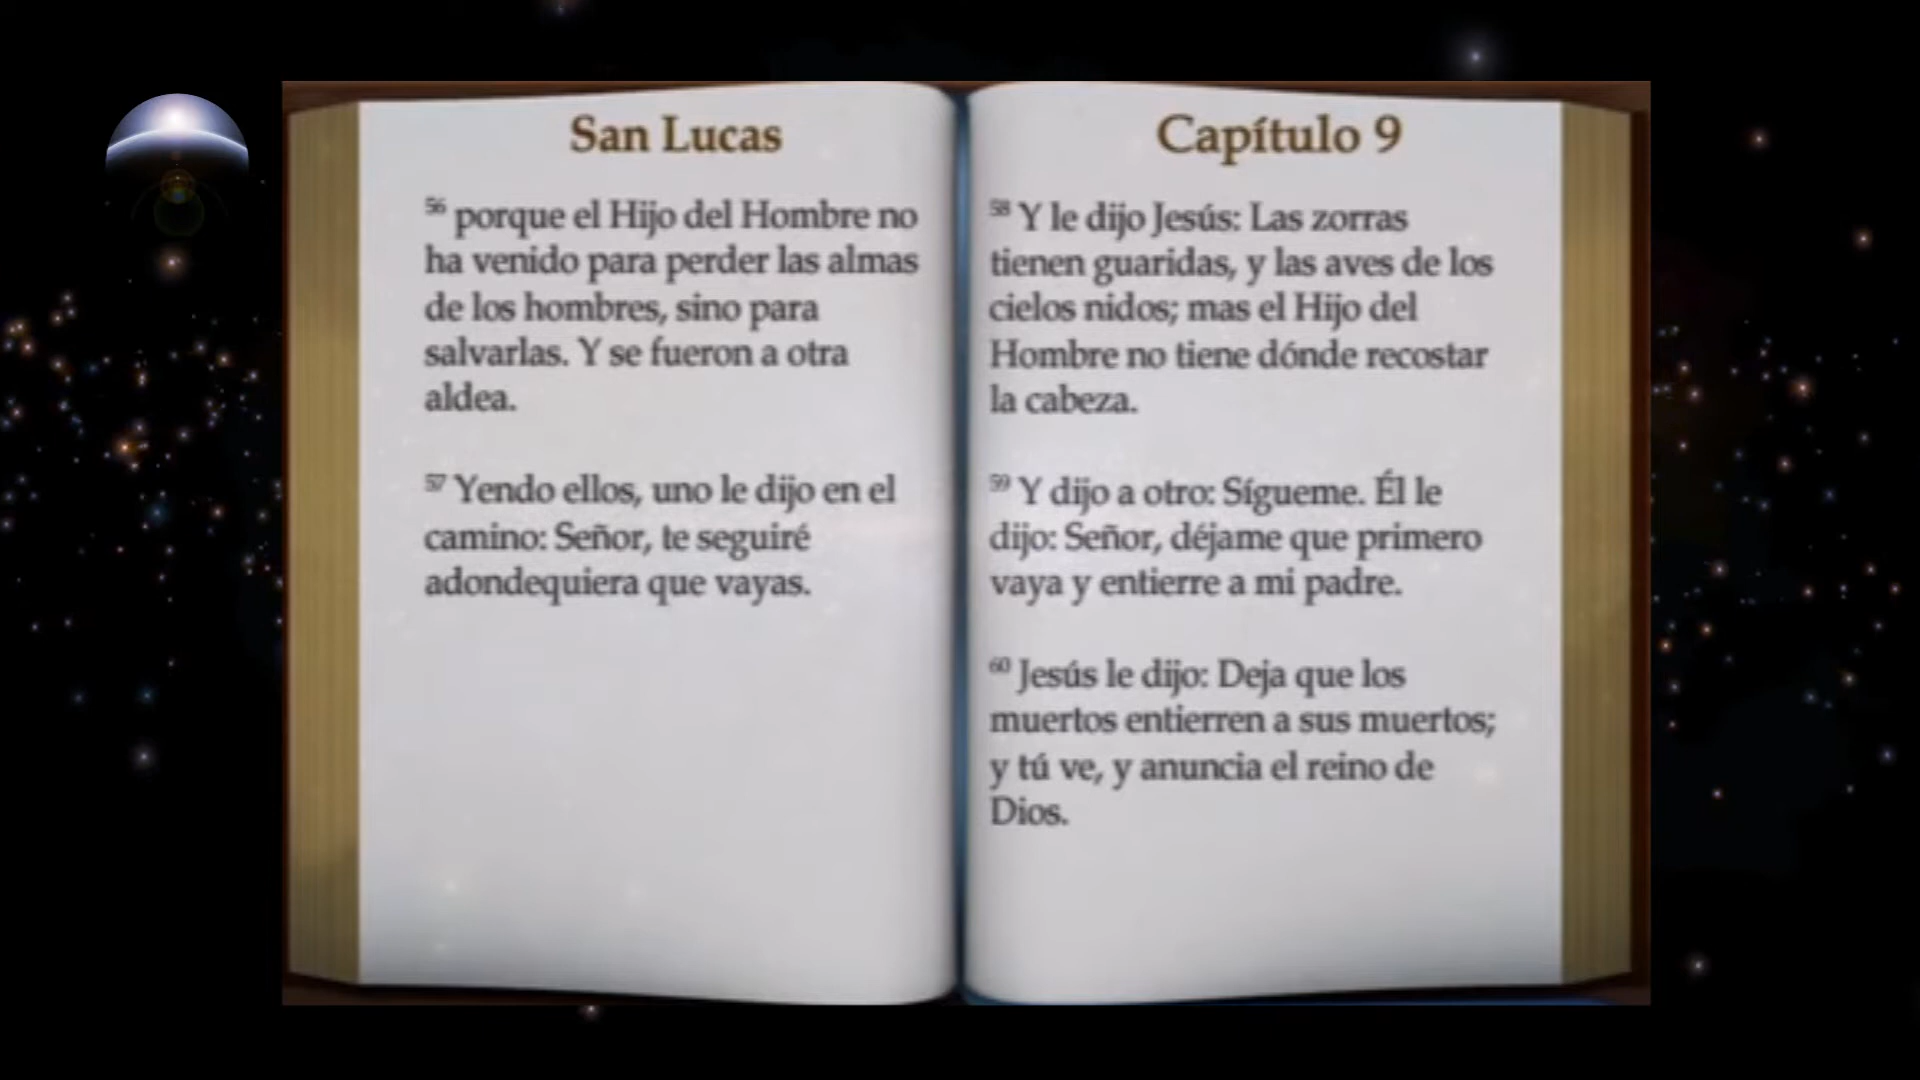 San Lucas
56 porque el Hijo del Hombre no
ha venido para perder las almas
de los hombres, sino para
salvarlas. Y se fueron a otra
aldea.
57 Yendo ellos, uno le dijo en el
camino: Señor, te seguiré
adondequiera que vayas.
Capítulo 9
58 Y le dijo Jesús: Las zorras
tienen guaridas, y las aves de los
cielos nidos; mas el Hijo del
Hombre no tiene dónde recostar
la cabeza.
59 Y dijo a otro: Sígueme. Él le
dijo: Señor, déjame que primero
vaya y entierre a mi padre.
60 Jesús le dijo: Deja que los
muertos entierren a sus muertos;
y tú ve, y anuncia el reino de
Dios.